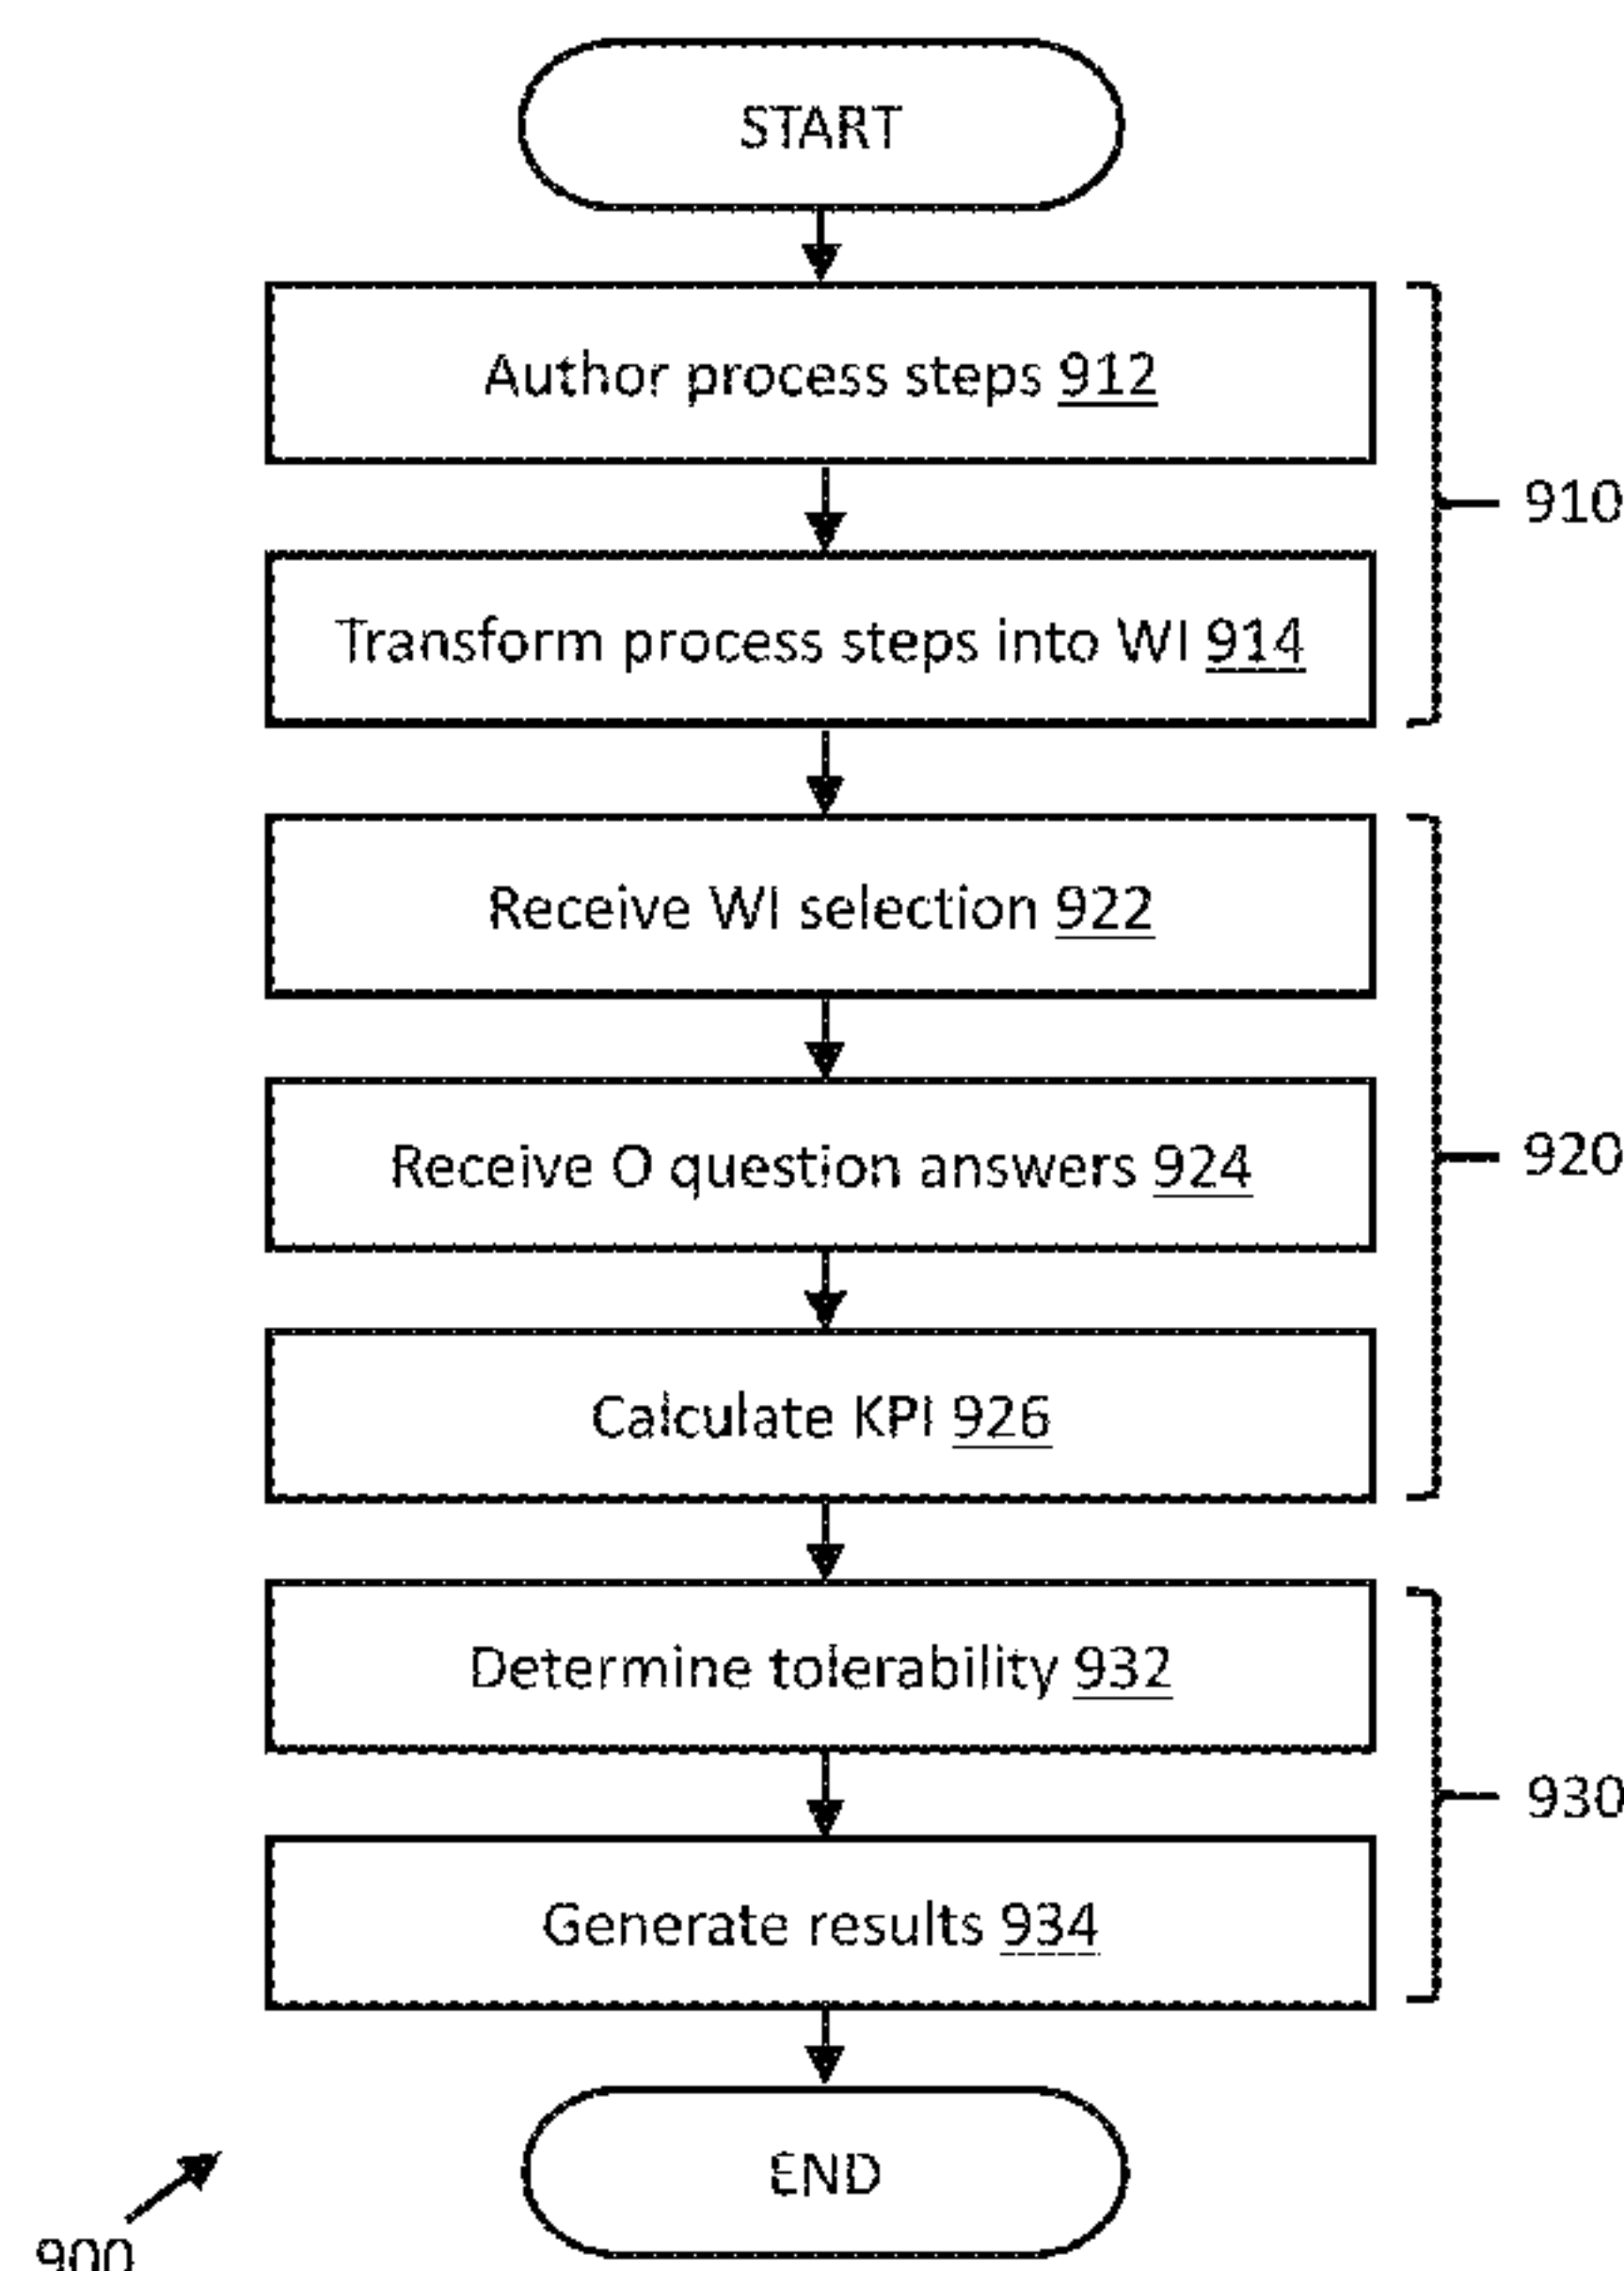 START
Author process steps 912
910
Transform process steps into WI 914
Receive WI selection 922
Receive O question answers 924
920
Calculate KPI 926
Determine tolerability 932
930
Generate results 934
END
900